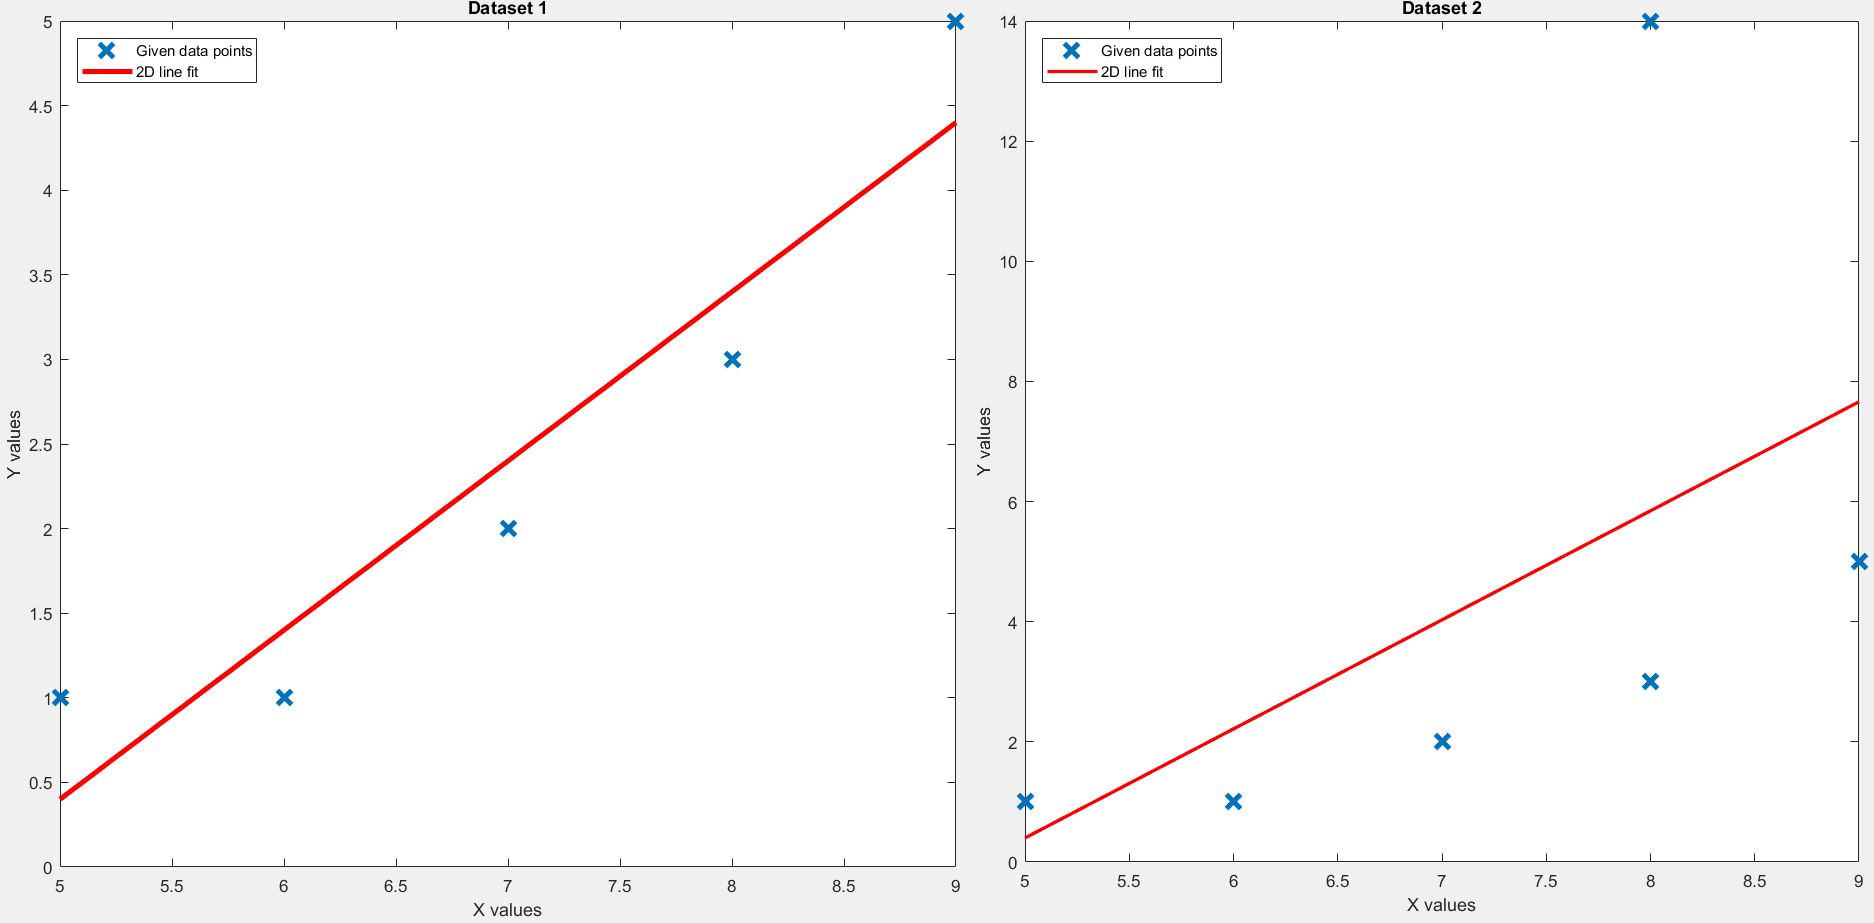 Dataset 1
Given data points
2D line fit
5
4.5
4
3.5
3
2.5
2
1.5
1
0.5
0
Y values
5 5.5 6 6.5 7 7.5 8 8.5 9
X values
Dataset 2
Given data points
2D line fit
14
12
10
8
6
4
2
0
Y values
5 5.5 6 6.5 7 7.5 8 8.5 9
X values